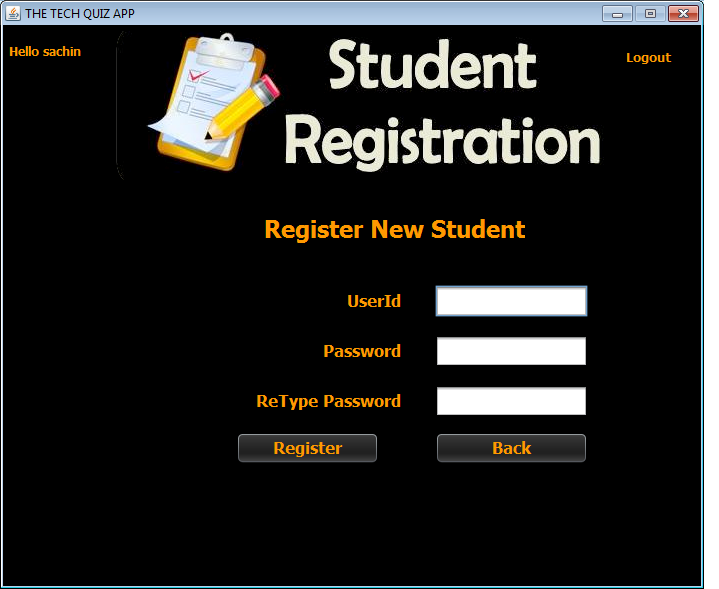 THE TECH QUIZ APP
Hello sachin
Logout
Student
Registration
Register New Student
UserId
Password
ReType Password
Register
Back